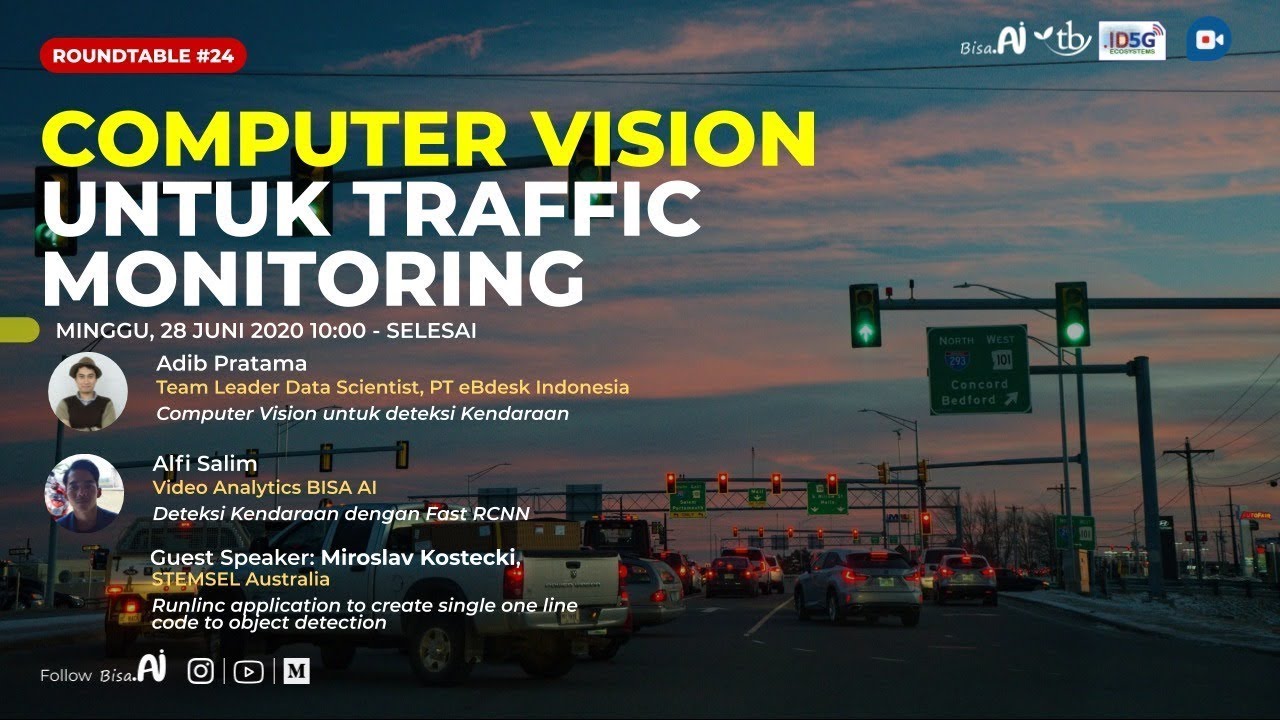 ROUNDTABLE #24
Bisa.AI
tb
.ID5G
ECOSYSTEMS
COMPUTER VISION
UNTUK TRAFFIC
MONITORING
MINGGU, 28 JUNI 2020 10:00 - SELESAI
Adib Pratama
Team Leader Data Scientist, PT eBdesk Indonesia
Computer Vision untuk deteksi Kendaraan
Alfi Salim
Video Analytics BISA AI
Deteksi Kendaraan dengan Fast RCNN
Guest Speaker: Miroslav Kostecki,
STEMSEL Australia
Runlinc application to create single one line
code to object detection
NORTH WEST
293 101
Concord
Bedford
Follow Bisa.AI
M